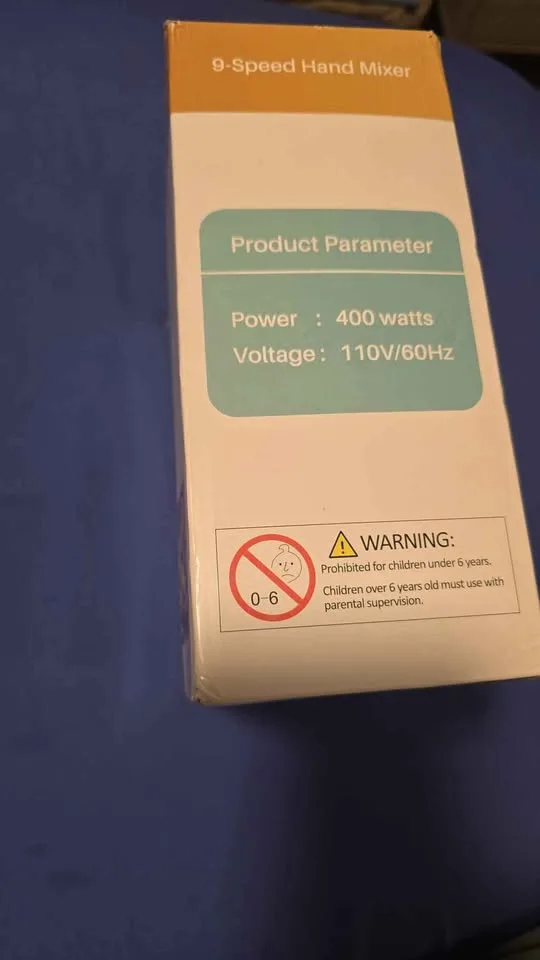 9-Speed Hand Mixer
Product Parameter
Power : 400 watts
Voltage : 110V/60Hz
WARNING:
Prohibited for children under 6 years.
Children over 6 years old must use with
parental supervision.
0-6